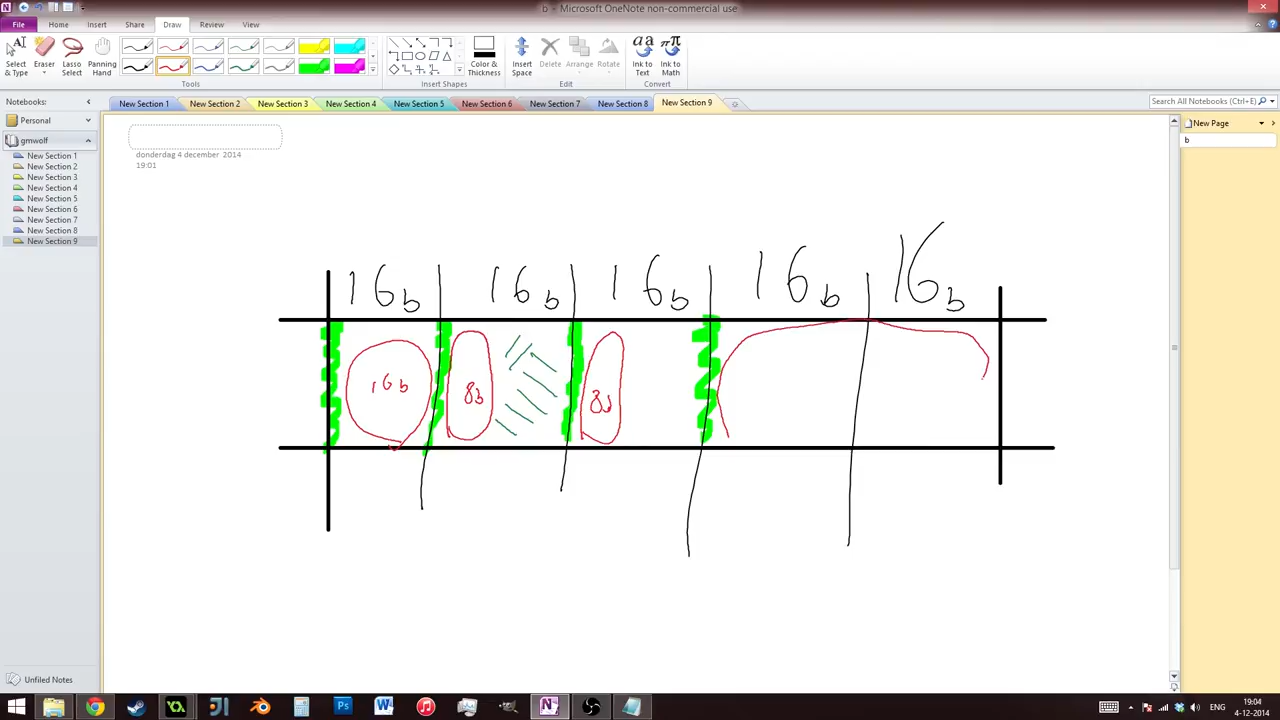 b - Microsoft OneNote non-commercial use
File Home Insert Share Draw Review View
Select & Type
Eraser
Lasso Select
Panning Hand
Color & Thickness
Insert Space
Delete
Arrange
Rotate
Ink to Text
Ink to Math
Tools
Insert Shapes
Edit
Convert
Notebooks:
New Section 1 New Section 2 New Section 3 New Section 4 New Section 5 New Section 6 New Section 7 New Section 8 New Section 9
Search All Notebooks (Ctrl+E)
Personal
gmwolf
New Section 1
New Section 2
New Section 3
New Section 4
New Section 5
New Section 6
New Section 7
New Section 8
New Section 9
New Page
b
donderdag 4 december 2014
19:01
16b 16b 16b 16b 16b
16b 8b 8b
Unfiled Notes
ENG
19:04
4-12-2014